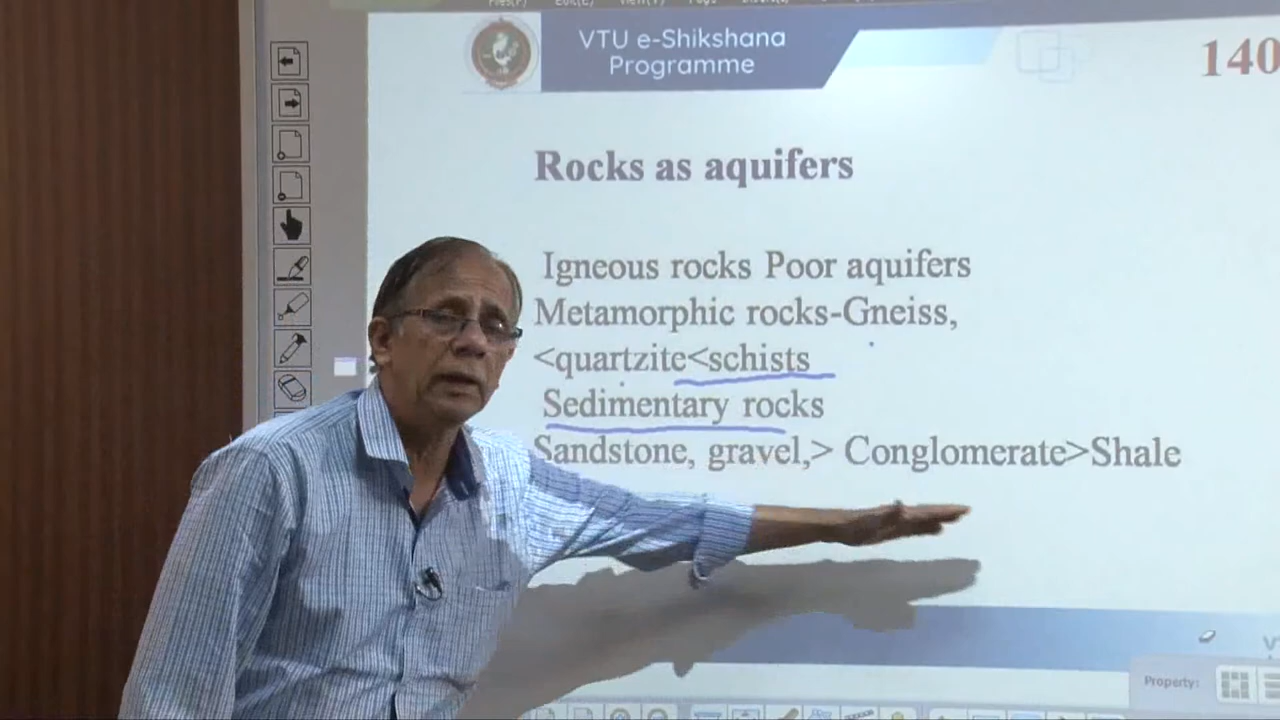 VTU e-Shikshana
Programme
140
Rocks as aquifers
Igneous rocks Poor aquifers
Metamorphic rocks-Gneiss,
<quartzite<schists
Sedimentary rocks
Sandstone, gravel,> Conglomerate>Shale
Property: